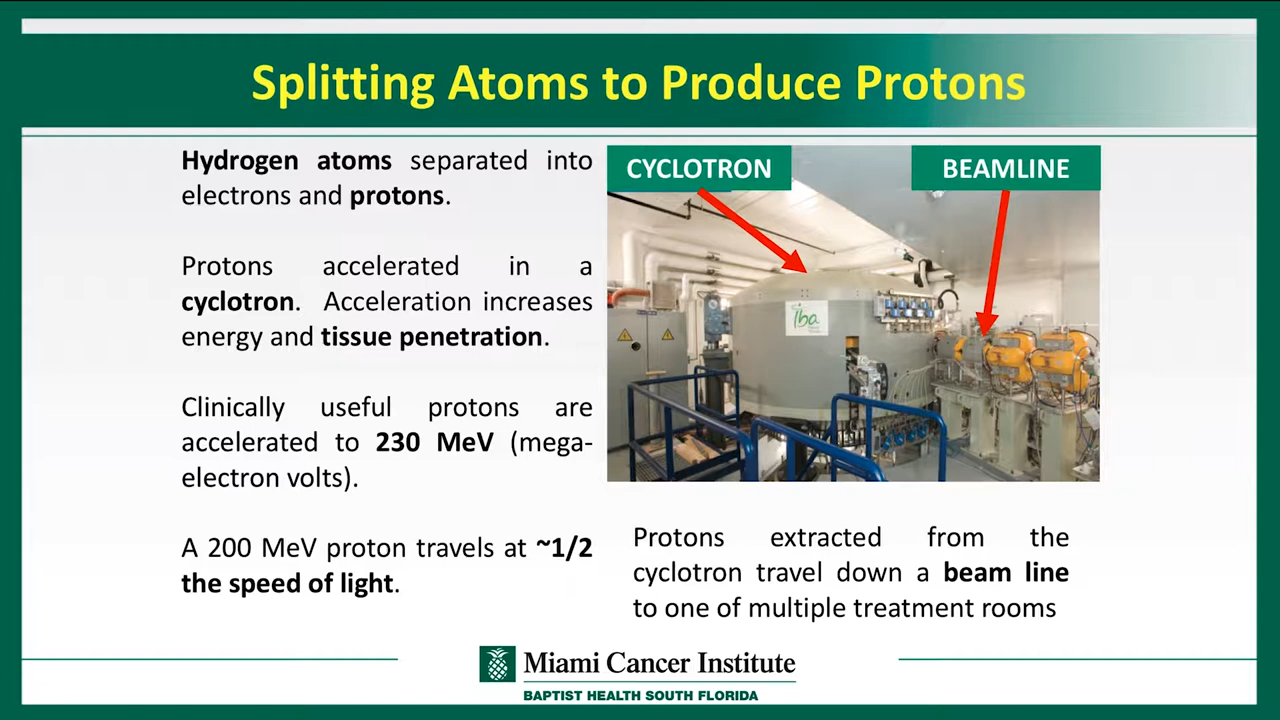 Splitting Atoms to Produce Protons
Hydrogen atoms separated into
electrons and protons.
Protons accelerated in a
cyclotron. Acceleration increases
energy and tissue penetration.
Clinically useful protons are
accelerated to 230 MeV (mega-
electron volts).
A 200 MeV proton travels at ~1/2
the speed of light.
CYCLOTRON
BEAMLINE
iba
Protons extracted from the
cyclotron travel down a beam line
to one of multiple treatment rooms
Miami Cancer Institute
BAPTIST HEALTH SOUTH FLORIDA